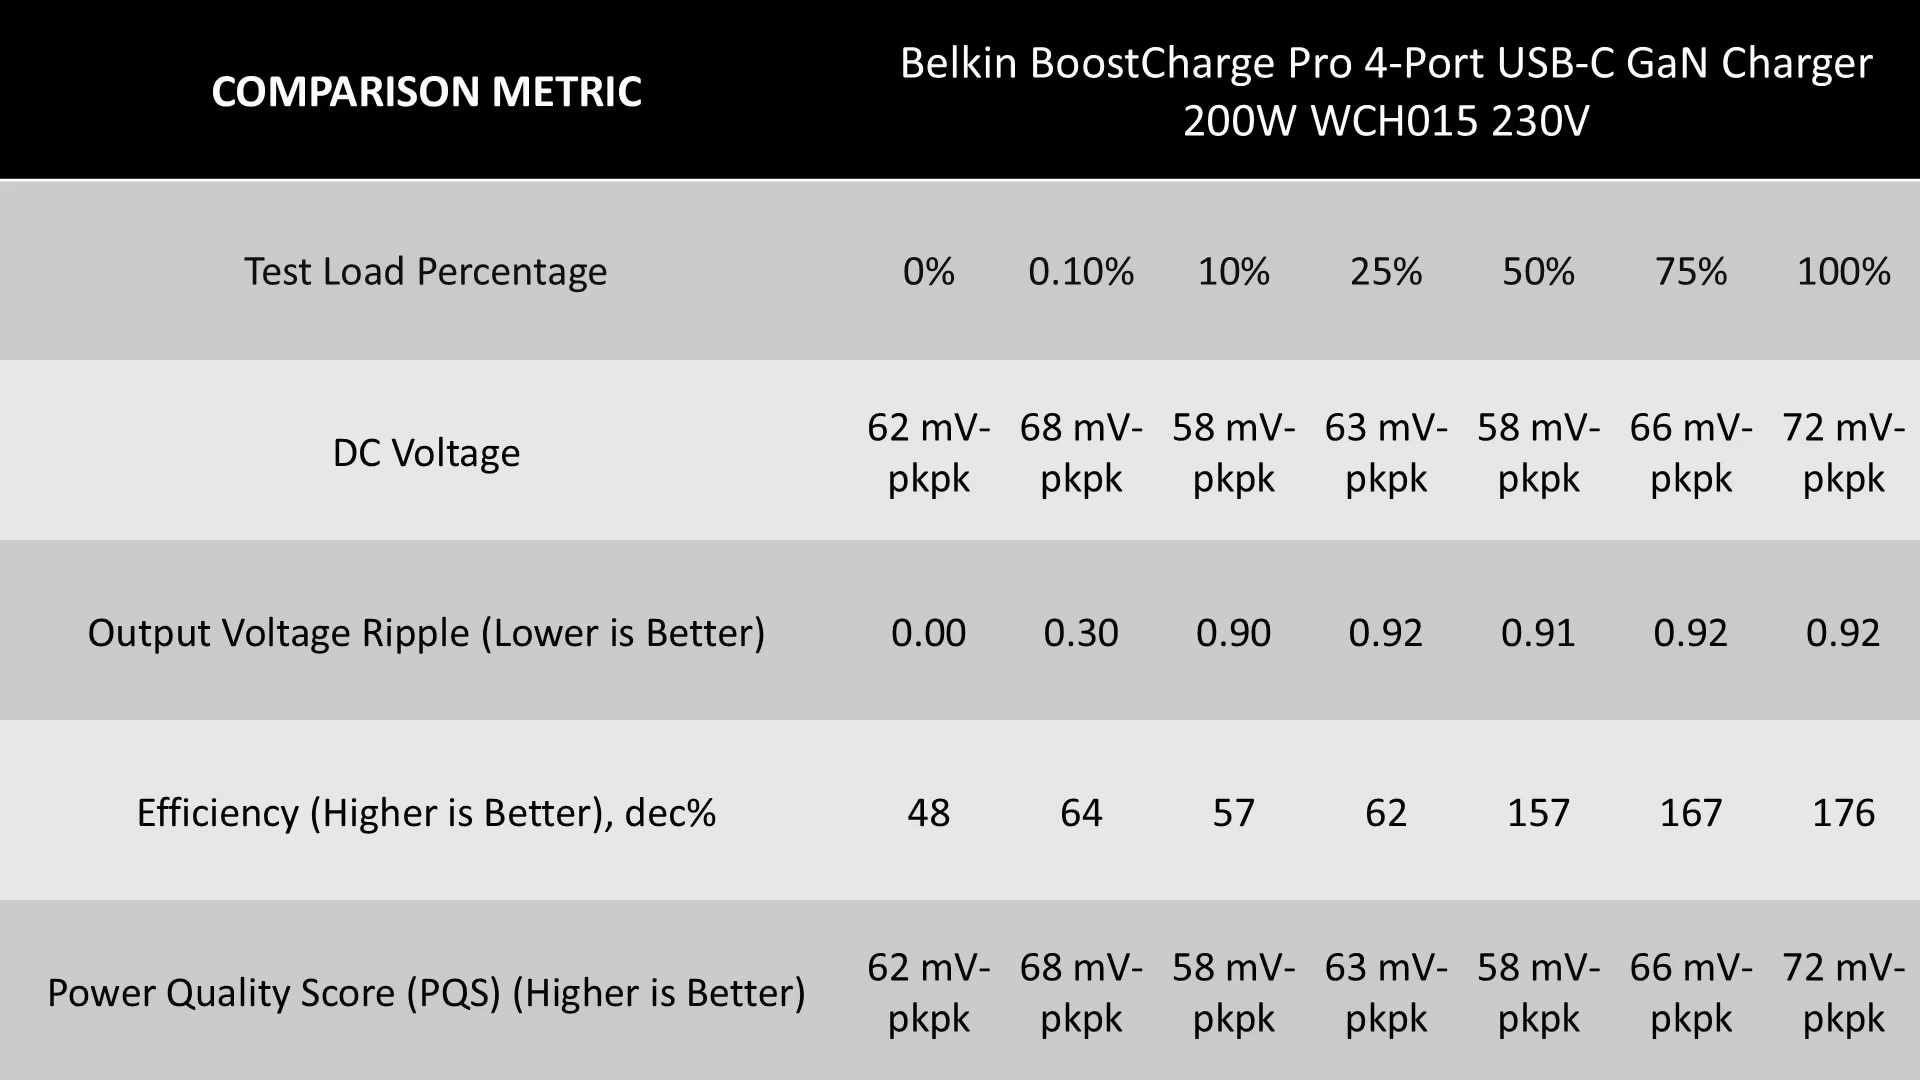 COMPARISON METRIC
Belkin BoostCharge Pro 4-Port USB-C GaN Charger
200W WCH015 230V
Test Load Percentage 0% 0.10% 10% 25% 50% 75% 100%
DC Voltage 62 mV-pkpk 68 mV-pkpk 58 mV-pkpk 63 mV-pkpk 58 mV-pkpk 66 mV-pkpk 72 mV-pkpk
Output Voltage Ripple (Lower is Better) 0.00 0.30 0.90 0.92 0.91 0.92 0.92
Efficiency (Higher is Better), dec% 48 64 57 62 157 167 176
Power Quality Score (PQS) (Higher is Better) 62 mV-pkpk 68 mV-pkpk 58 mV-pkpk 63 mV-pkpk 58 mV-pkpk 66 mV-pkpk 72 mV-pkpk